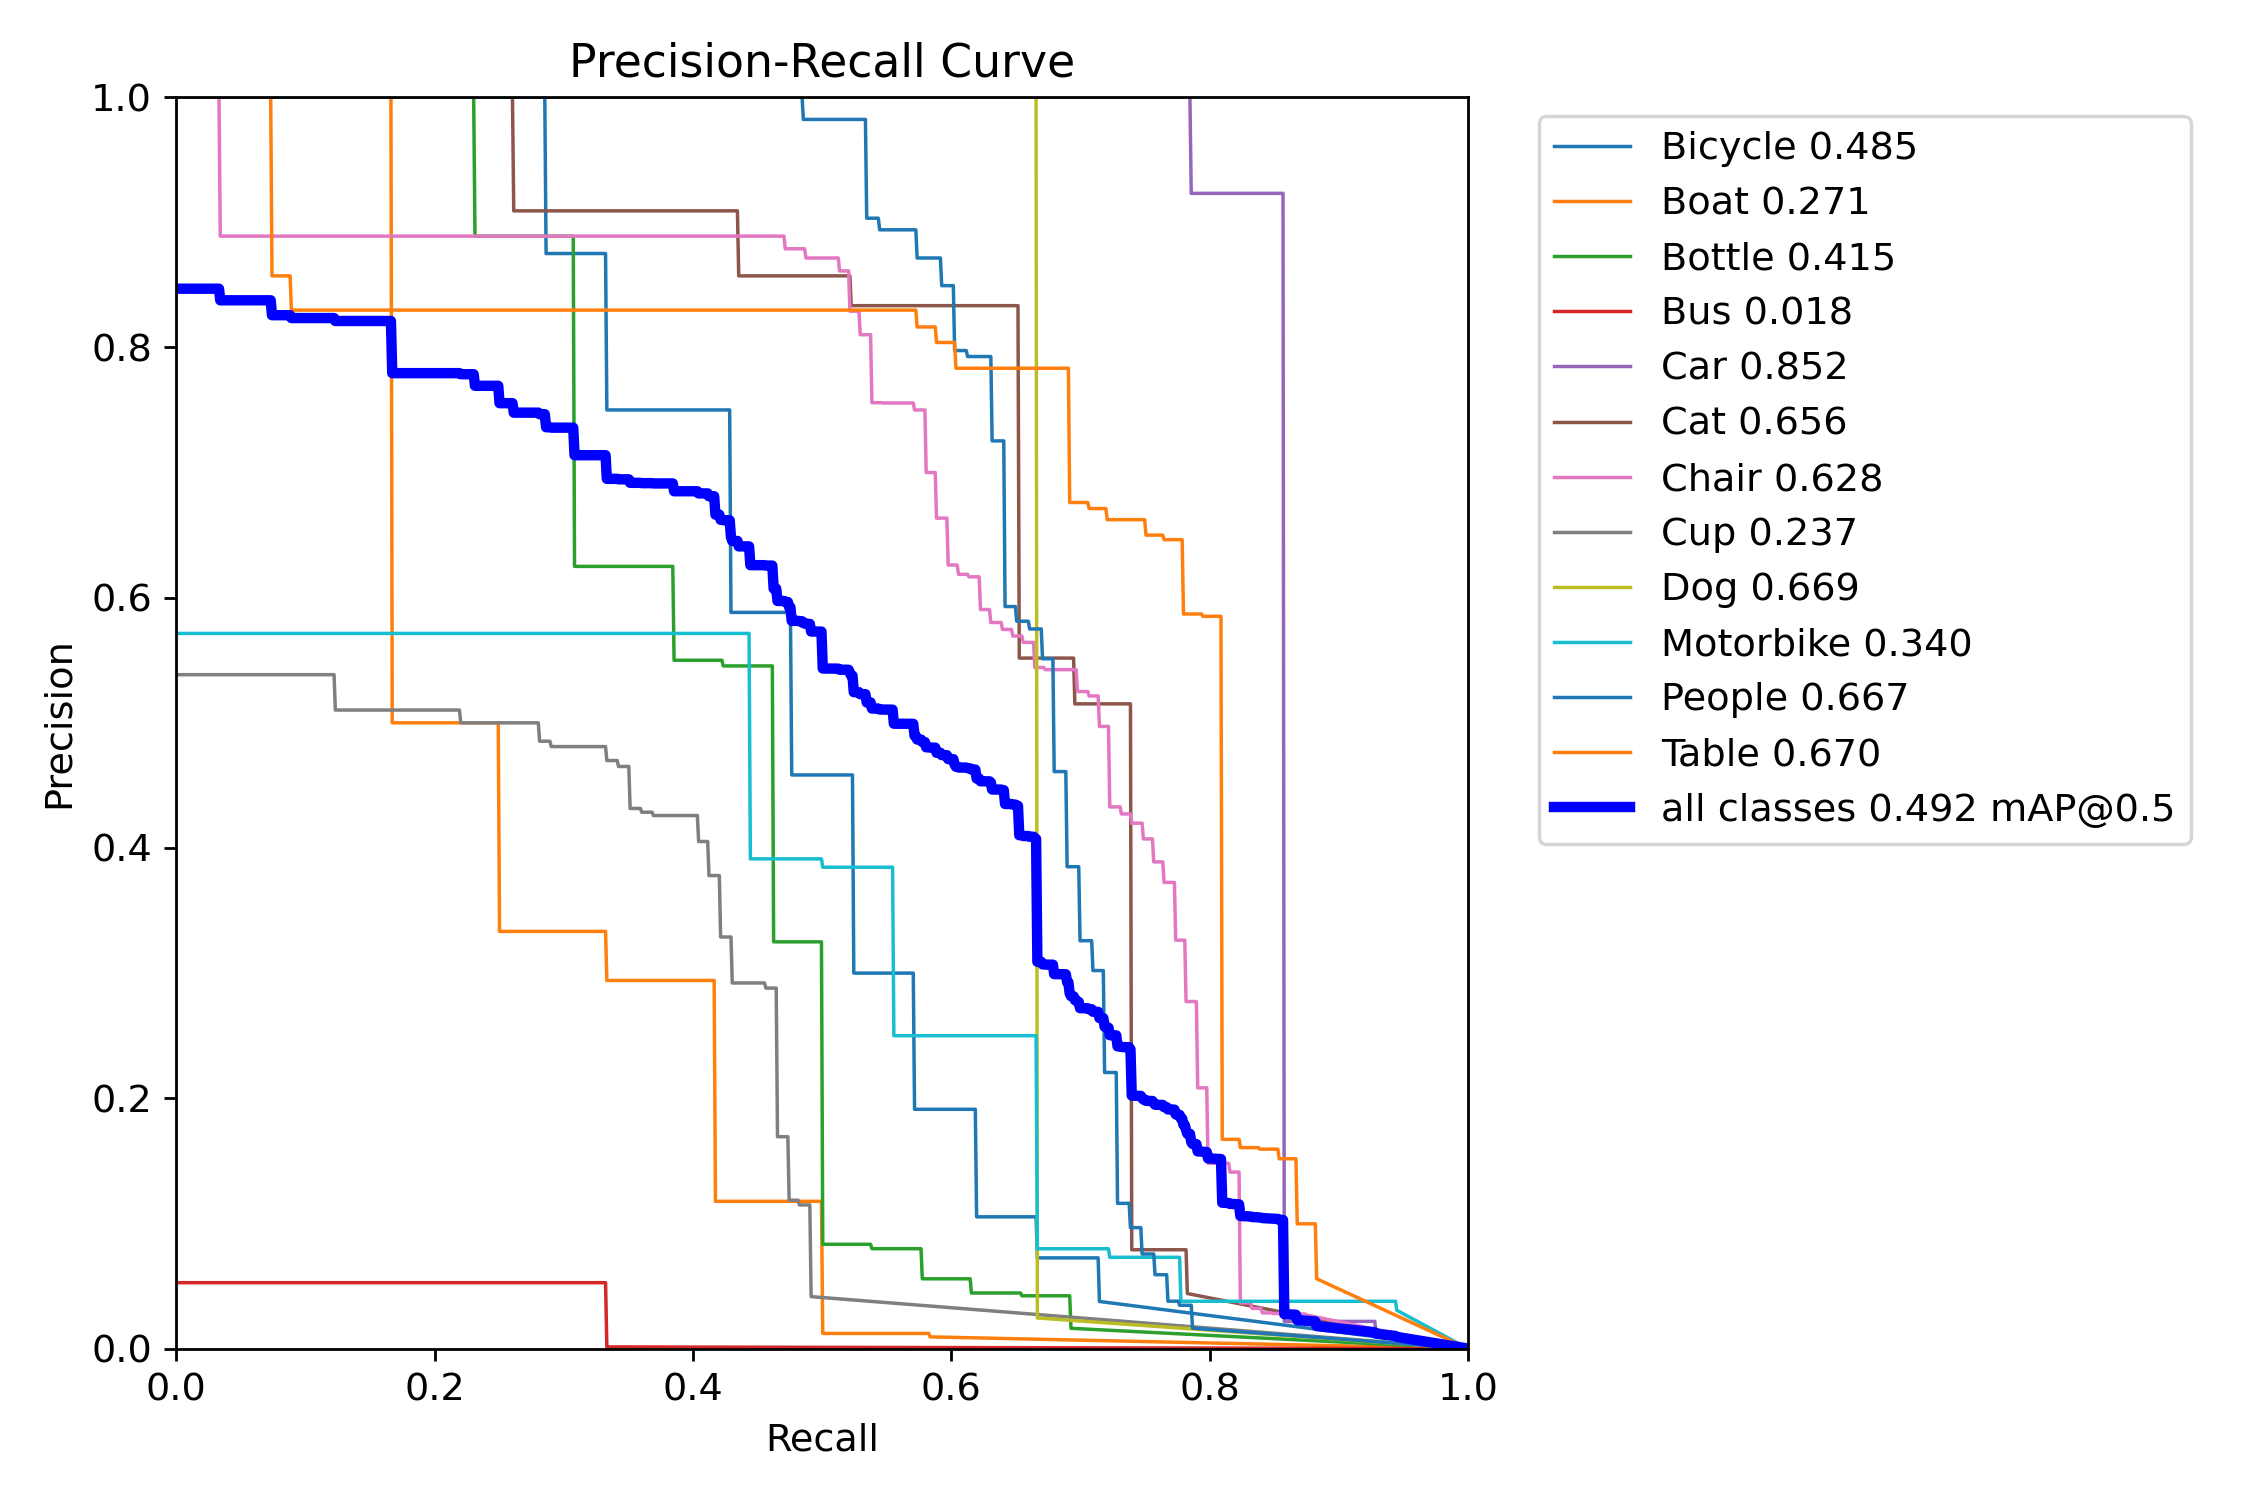 Precision-Recall Curve
1.0
0.8
0.6
0.4
0.2
0.0
Precision
0.0 0.2 0.4 0.6 0.8 1.0
Recall
Bicycle 0.485
Boat 0.271
Bottle 0.415
Bus 0.018
Car 0.852
Cat 0.656
Chair 0.628
Cup 0.237
Dog 0.669
Motorbike 0.340
People 0.667
Table 0.670
all classes 0.492 mAP@0.5